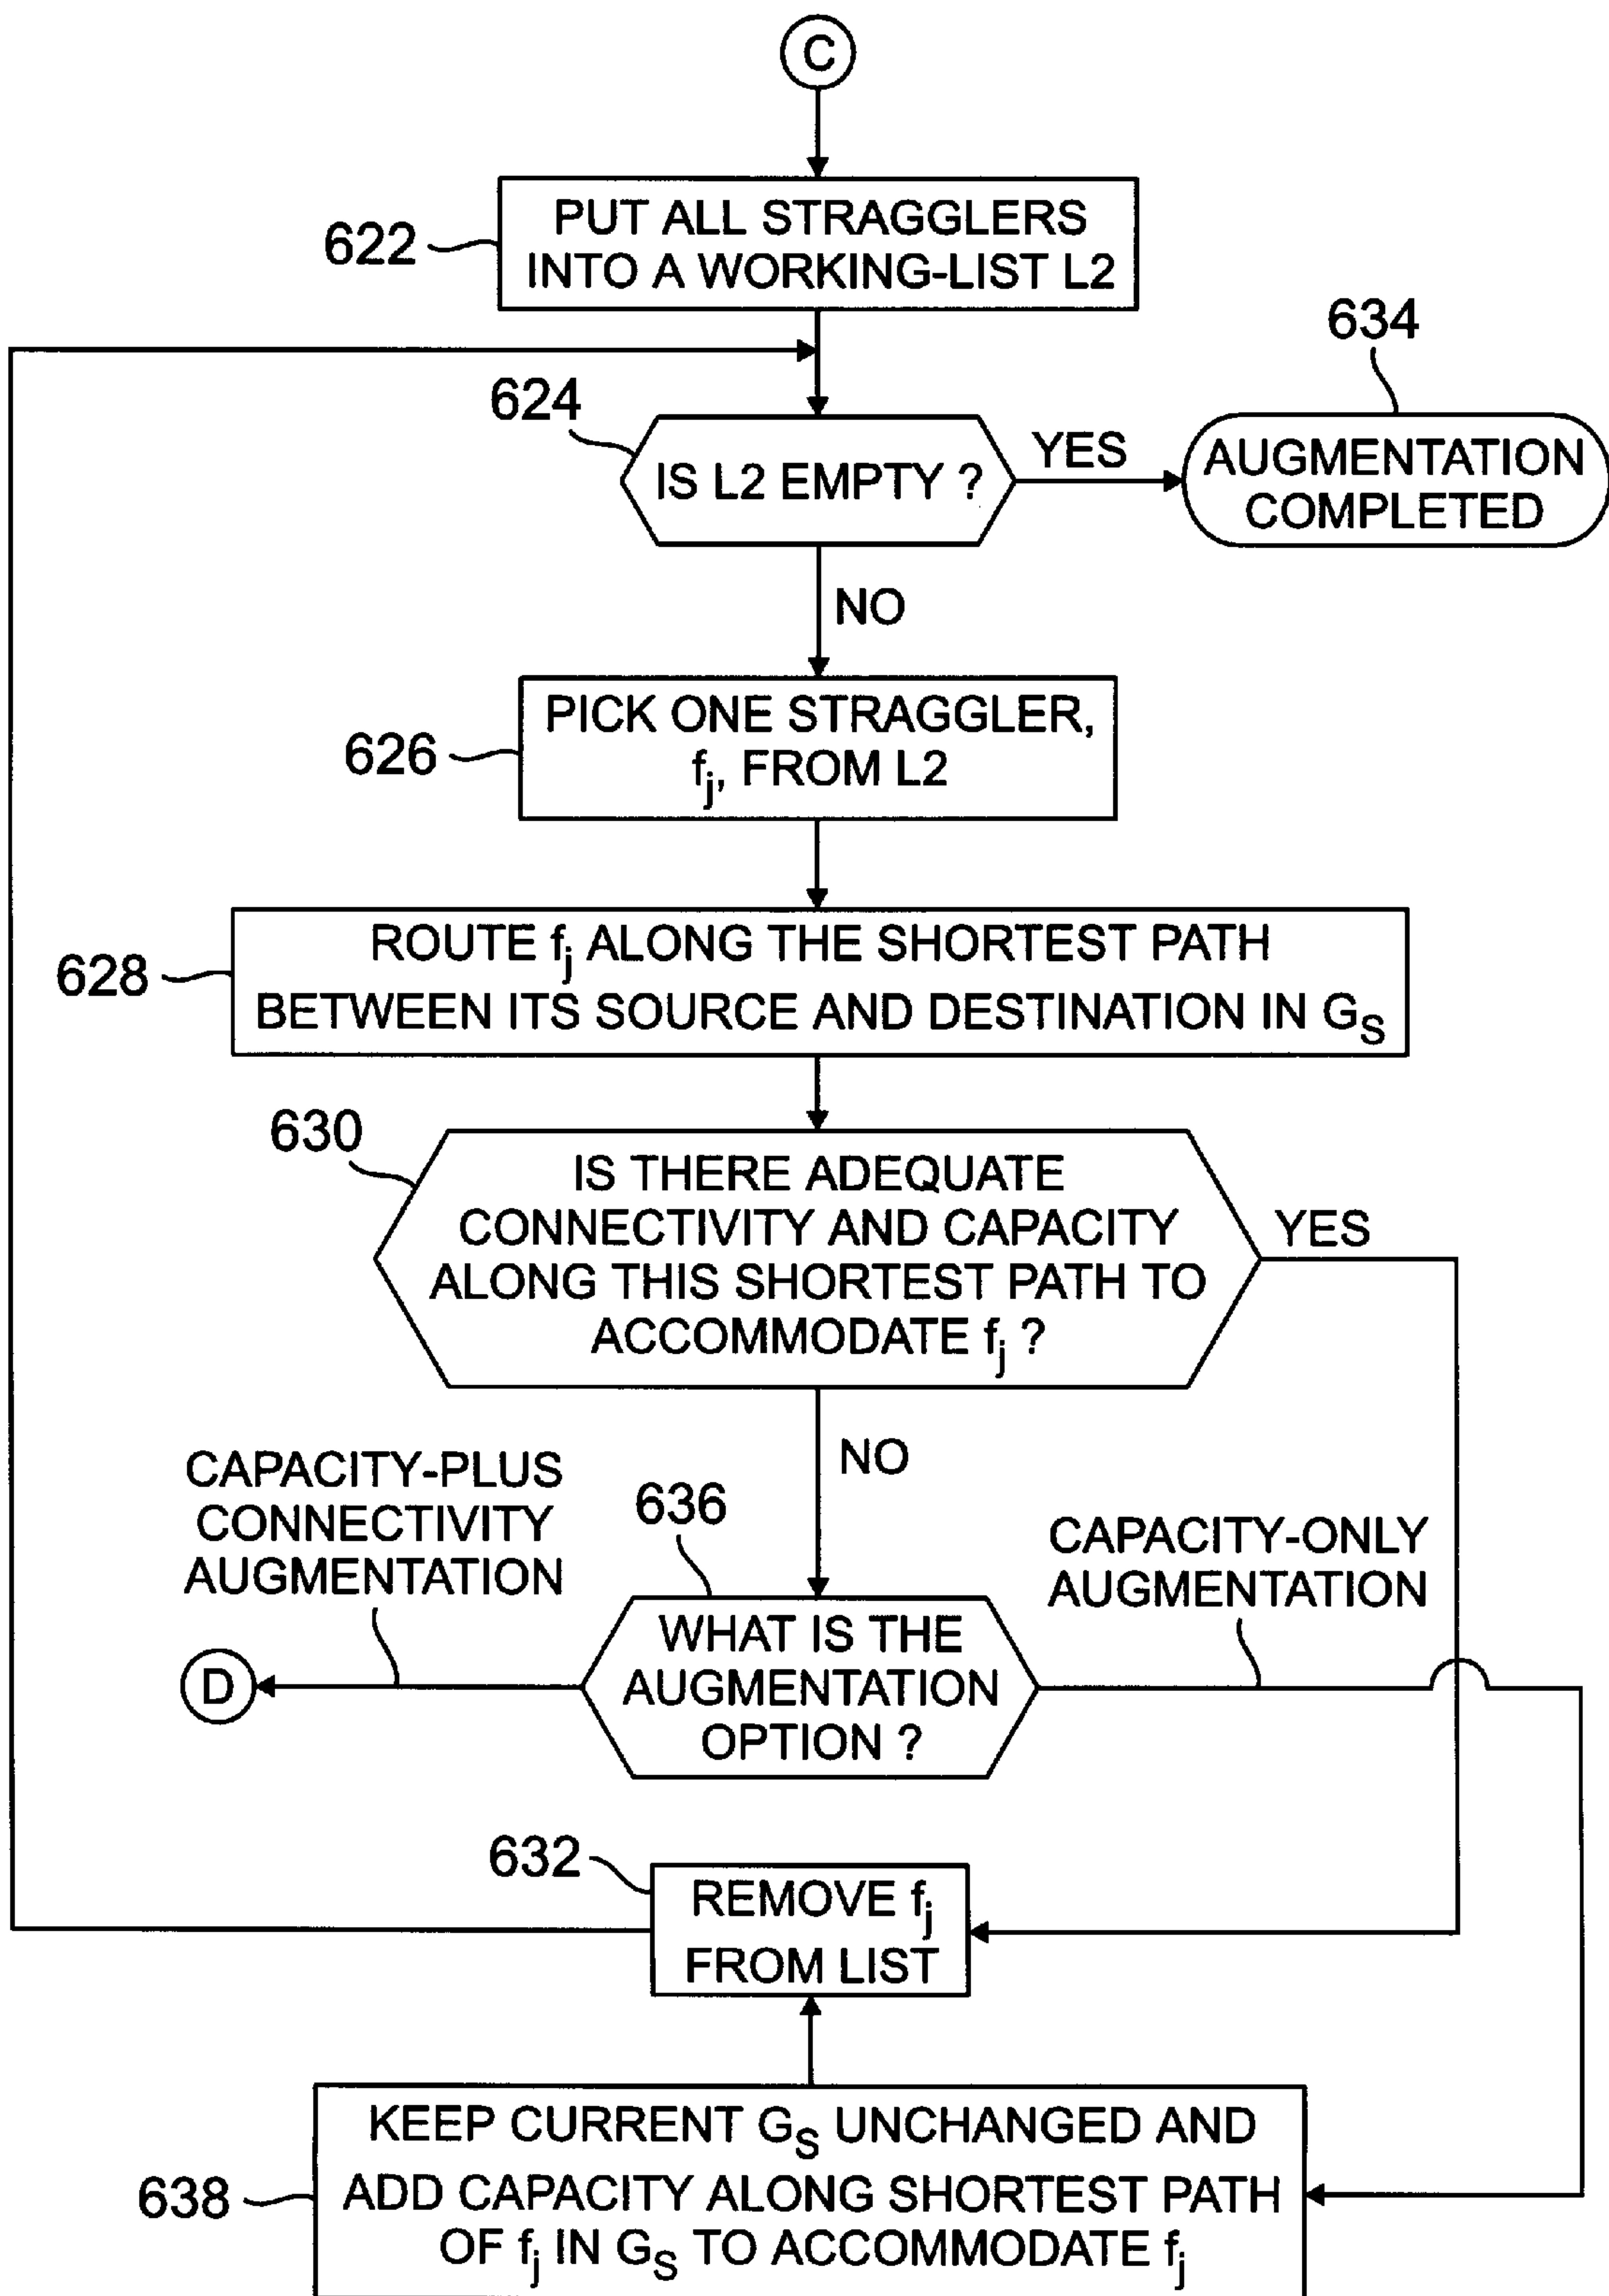 C
622
PUT ALL STRAGGLERS
INTO A WORKING-LIST L2
634
624
IS L2 EMPTY ?
YES
AUGMENTATION
COMPLETED
NO
626
PICK ONE STRAGGLER,
fj, FROM L2
628
ROUTE fj ALONG THE SHORTEST PATH
BETWEEN ITS SOURCE AND DESTINATION IN GS
630
IS THERE ADEQUATE
CONNECTIVITY AND CAPACITY
ALONG THIS SHORTEST PATH TO
ACCOMMODATE fj ?
YES
NO
CAPACITY-PLUS
CONNECTIVITY
AUGMENTATION
636
CAPACITY-ONLY
AUGMENTATION
D
WHAT IS THE
AUGMENTATION
OPTION ?
632
REMOVE fj
FROM LIST
638
KEEP CURRENT GS UNCHANGED AND
ADD CAPACITY ALONG SHORTEST PATH
OF fj IN GS TO ACCOMMODATE fj